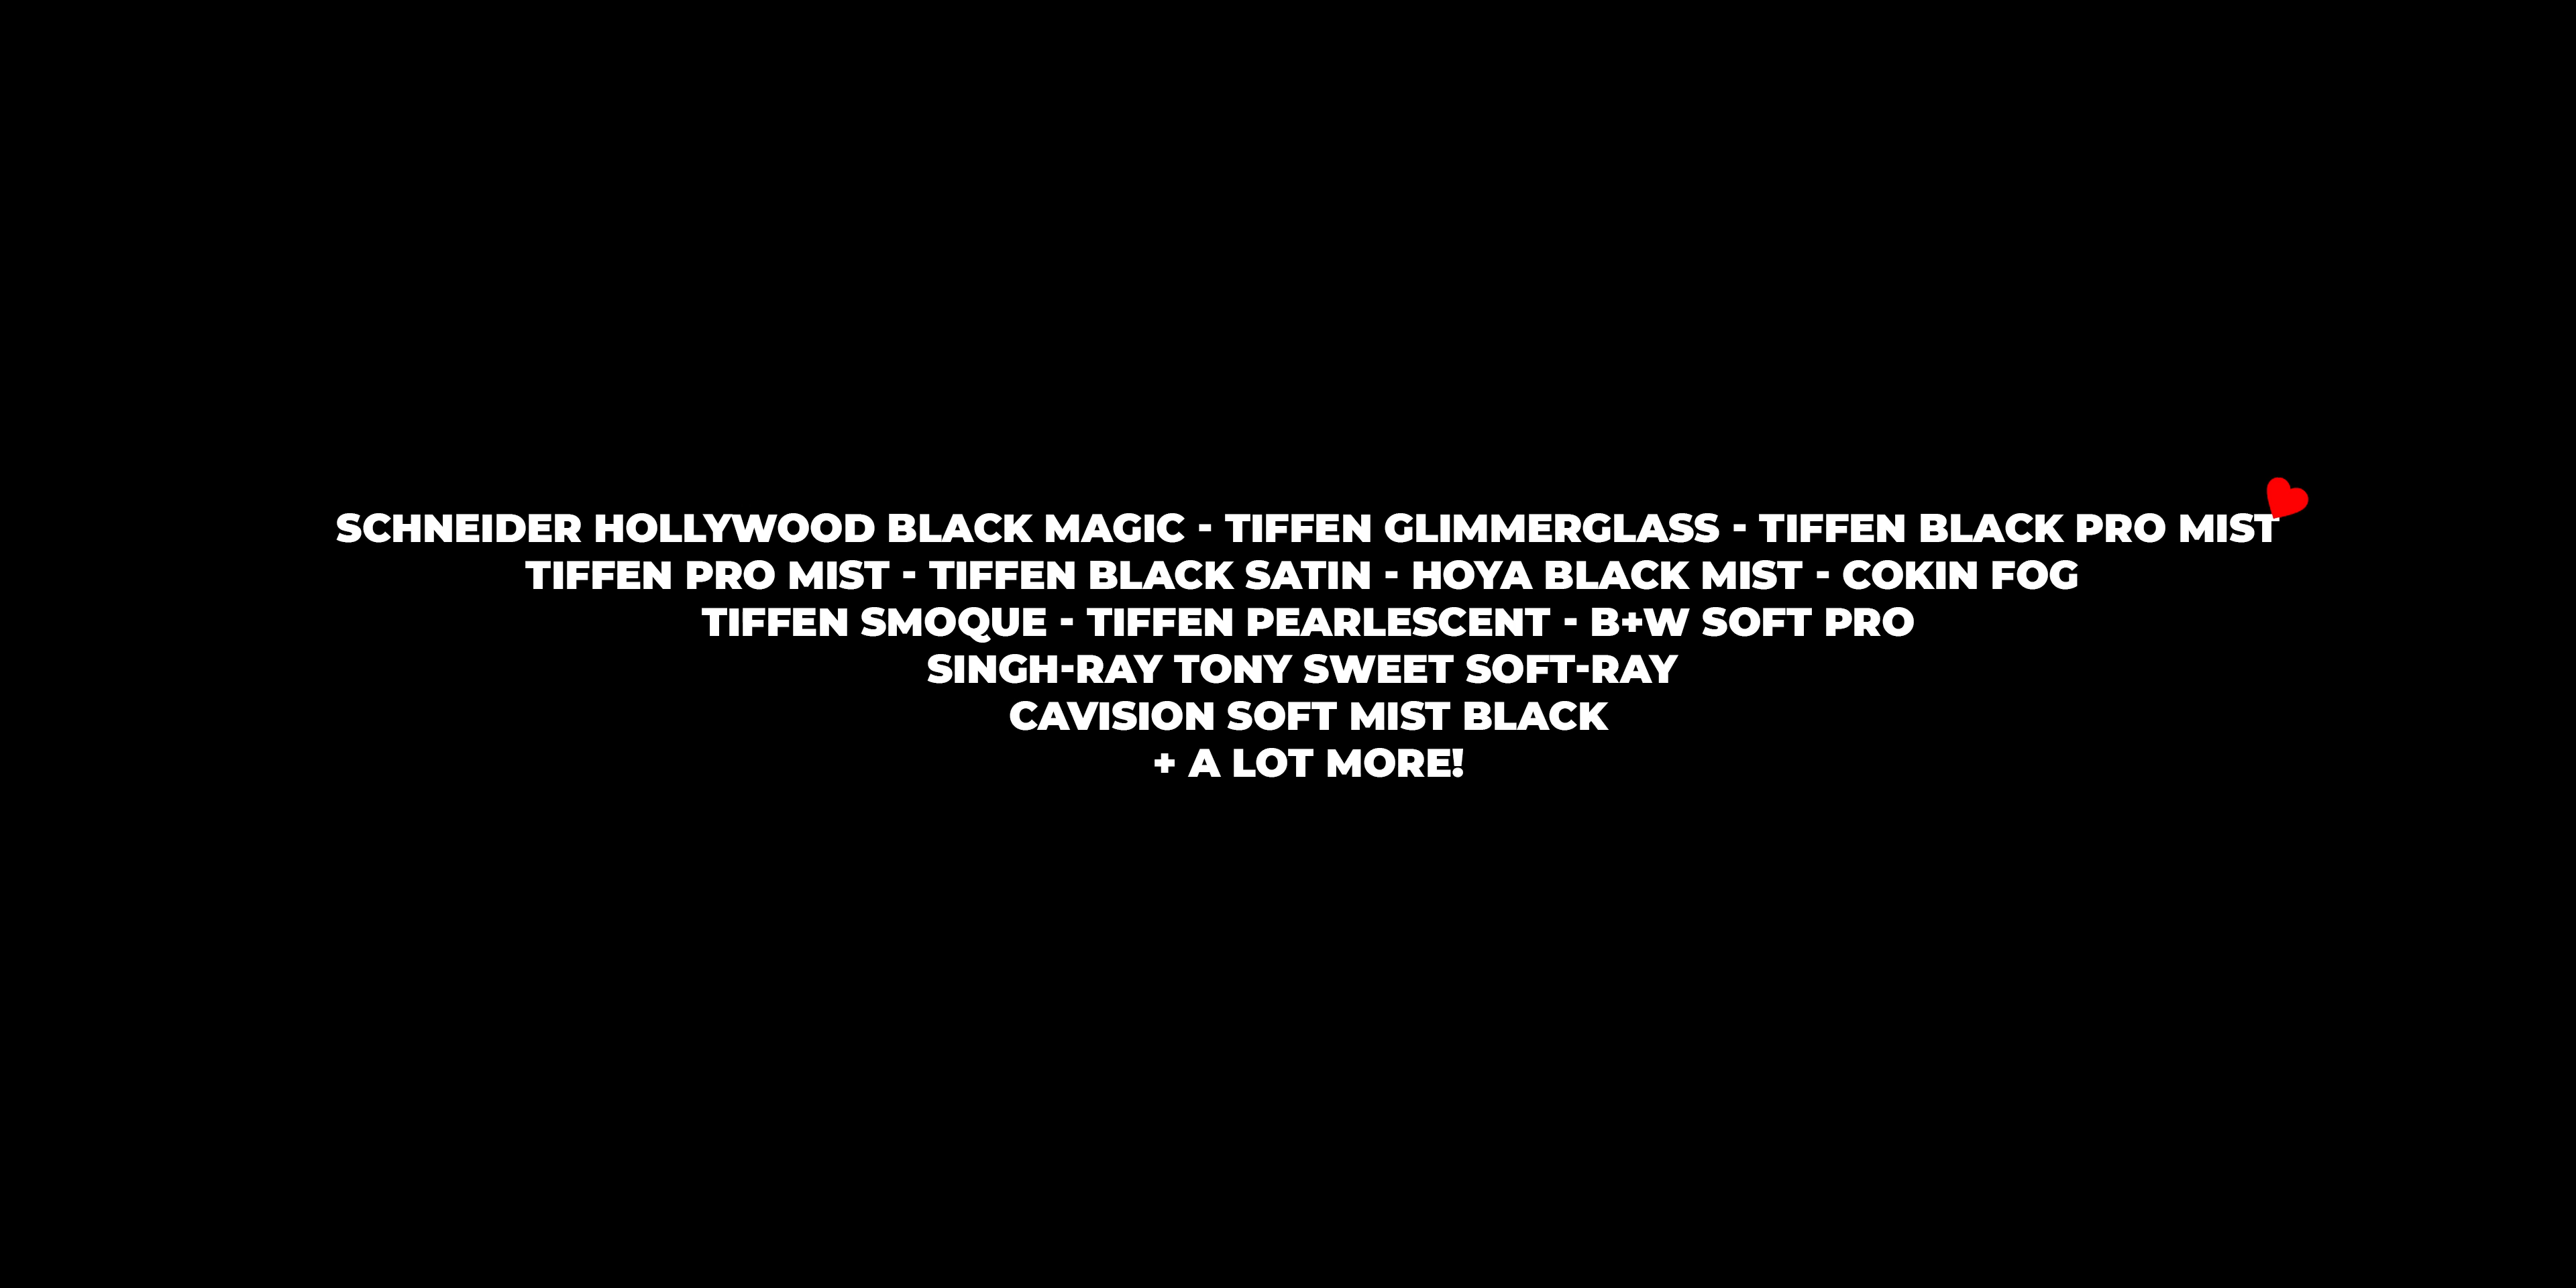 SCHNEIDER HOLLYWOOD BLACK MAGIC - TIFFEN GLIMMERGLASS - TIFFEN BLACK PRO MIST
TIFFEN PRO MIST - TIFFEN BLACK SATIN - HOYA BLACK MIST - COKIN FOG
TIFFEN SMOQUE - TIFFEN PEARLESCENT - B+W SOFT PRO
SINGH-RAY TONY SWEET SOFT-RAY
CAVISION SOFT MIST BLACK
+ A LOT MORE!